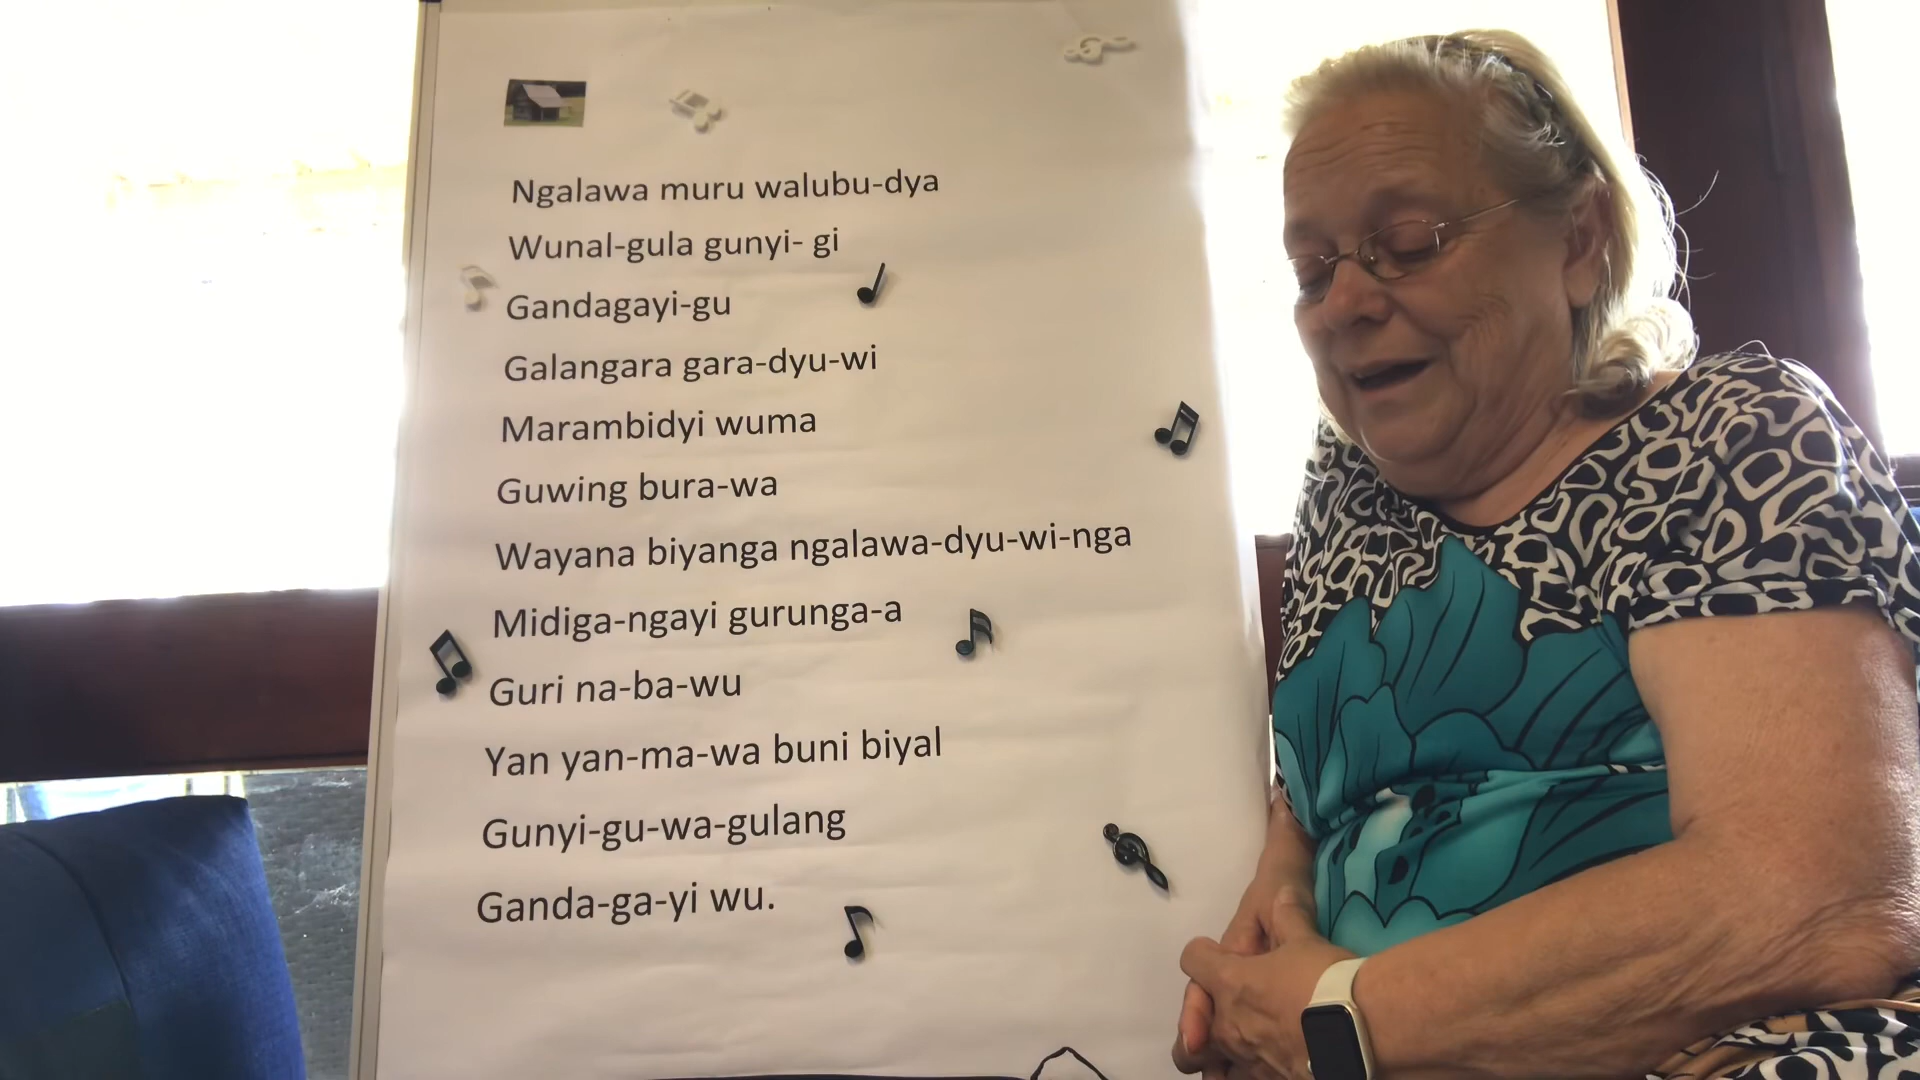 Ngalawa muru walubu-dya
Wunal-gula gunyi- gi
Gandagayi-gu
Galangara gara-dyu-wi
Marambidyi wuma
Guwing bura-wa
Wayana biyanga ngalawa-dyu-wi-nga
Midiga-ngayi gurunga-a
Guri na-ba-wu
Yan yan-ma-wa buni biyal
Gunyi-gu-wa-gulang
Ganda-ga-yi wu.